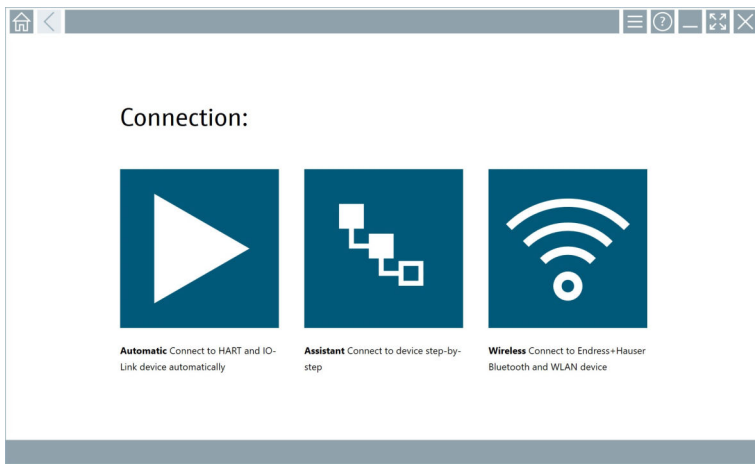 Connection:
Automatic Connect to HART and IO-
Link device automatically
Assistant Connect to device step-by-
step
Wireless Connect to Endress+Hauser
Bluetooth and WLAN device